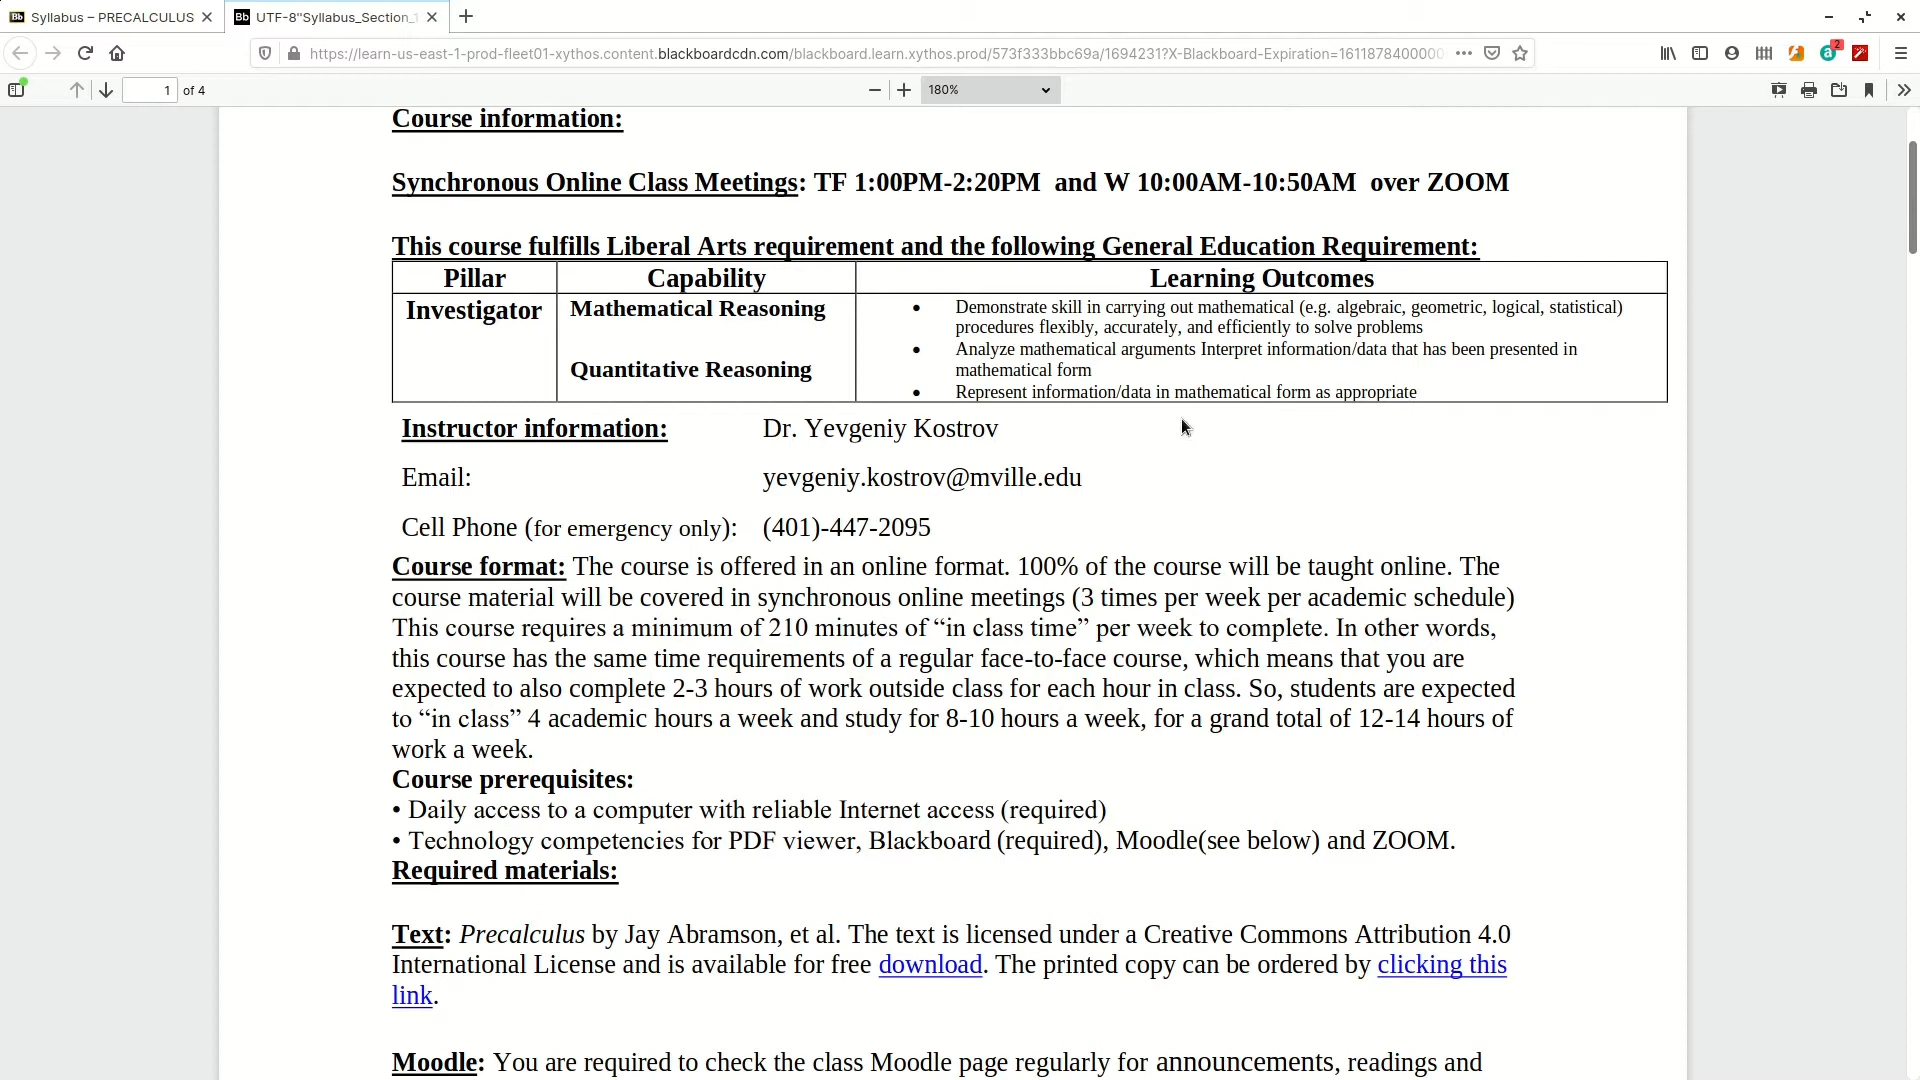 Syllabus – PRECALCULUS
UTF-8"Syllabus_Section_1
https://learn-us-east-1-prod-fleet01-xythos.content.blackboardcdn.com/blackboard.learn.xythos.prod/573f333bbc69a/1694231?X-Blackboard-Expiration=1611878400000
2
1 of 4
180%
Course information:
Synchronous Online Class Meetings: TF 1:00PM-2:20PM and W 10:00AM-10:50AM over ZOOM
This course fulfills Liberal Arts requirement and the following General Education Requirement:
Pillar Capability Learning Outcomes
Investigator
Mathematical Reasoning
Quantitative Reasoning
• Demonstrate skill in carrying out mathematical (e.g. algebraic, geometric, logical, statistical)
procedures flexibly, accurately, and efficiently to solve problems
• Analyze mathematical arguments Interpret information/data that has been presented in
mathematical form
• Represent information/data in mathematical form as appropriate
Instructor information: Dr. Yevgeniy Kostrov
Email: yevgeniy.kostrov@mville.edu
Cell Phone (for emergency only): (401)-447-2095
Course format: The course is offered in an online format. 100% of the course will be taught online. The
course material will be covered in synchronous online meetings (3 times per week per academic schedule)
This course requires a minimum of 210 minutes of “in class time” per week to complete. In other words,
this course has the same time requirements of a regular face-to-face course, which means that you are
expected to also complete 2-3 hours of work outside class for each hour in class. So, students are expected
to “in class” 4 academic hours a week and study for 8-10 hours a week, for a grand total of 12-14 hours of
work a week.
Course prerequisites:
• Daily access to a computer with reliable Internet access (required)
• Technology competencies for PDF viewer, Blackboard (required), Moodle(see below) and ZOOM.
Required materials:
Text: Precalculus by Jay Abramson, et al. The text is licensed under a Creative Commons Attribution 4.0
International License and is available for free download. The printed copy can be ordered by clicking this
link.
Moodle: You are required to check the class Moodle page regularly for announcements, readings and